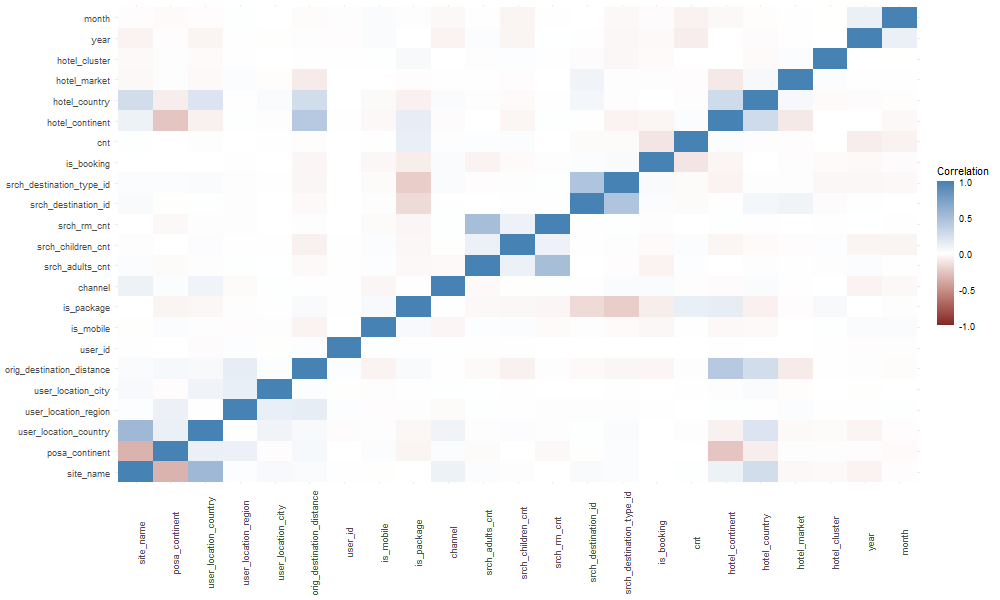 month
year
hotel_cluster
hotel_market
hotel_country
hotel_continent
cnt
is_booking
srch_destination_type_id
srch_destination_id
srch_rm_cnt
srch_children_cnt
srch_adults_cnt
channel
is_package
is_mobile
user_id
orig_destination_distance
user_location_city
user_location_region
user_location_country
posa_continent
site_name
site_name
posa_continent
user_location_country
user_location_region
user_location_city
orig_destination_distance
user_id
is_mobile
is_package
channel
srch_adults_cnt
srch_children_cnt
srch_rm_cnt
srch_destination_id
srch_destination_type_id
is_booking
cnt
hotel_continent
hotel_country
hotel_market
hotel_cluster
year
month
Correlation
1.0
0.5
0.0
-0.5
-1.0